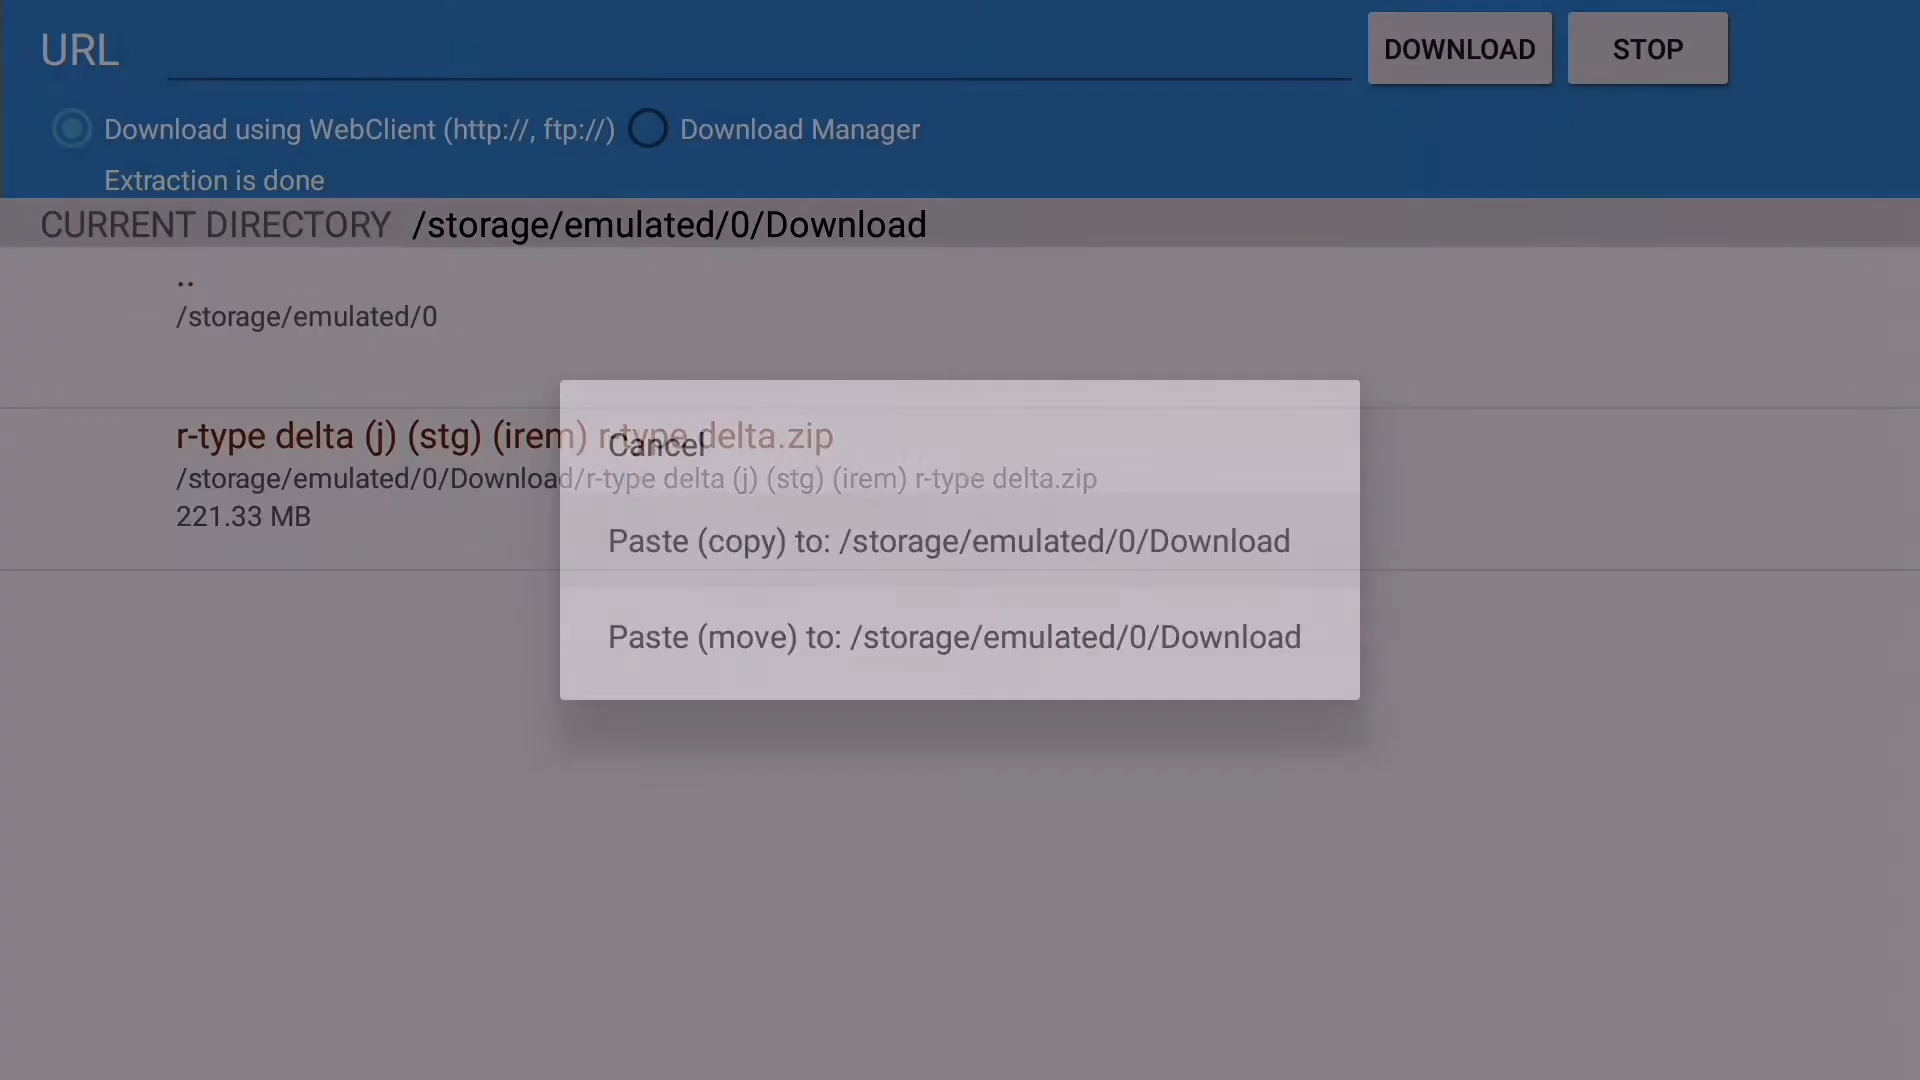 URL
DOWNLOAD
STOP
Download using WebClient (http://, ftp://)
Download Manager
Extraction is done
CURRENT DIRECTORY /storage/emulated/0/Download
..
/storage/emulated/0
r-type delta (j) (stg) (irem) r-type delta.zip
/storage/emulated/0/Download/r-type delta (j) (stg) (irem) r-type delta.zip
221.33 MB
Cancel
Paste (copy) to: /storage/emulated/0/Download
Paste (move) to: /storage/emulated/0/Download